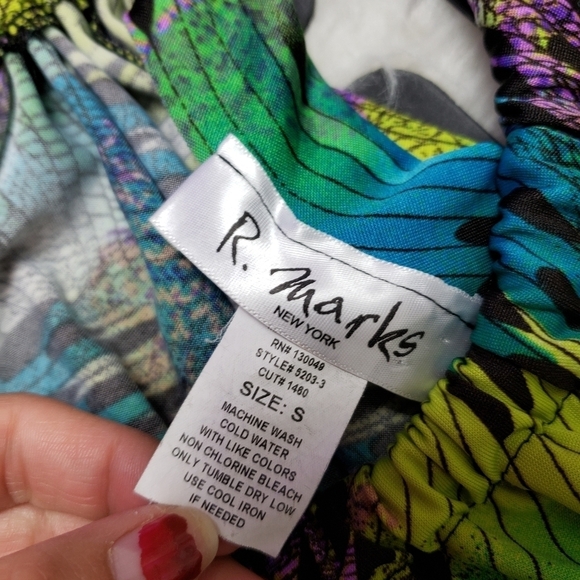 R. Marks
NEW YORK
RN# 130049
STYLE# 5203-3
CUT# 1460
SIZE: S
MACHINE WASH
COLD WATER
WITH LIKE COLORS
NON CHLORINE BLEACH
ONLY TUMBLE DRY LOW
USE COOL IRON
IF NEEDED